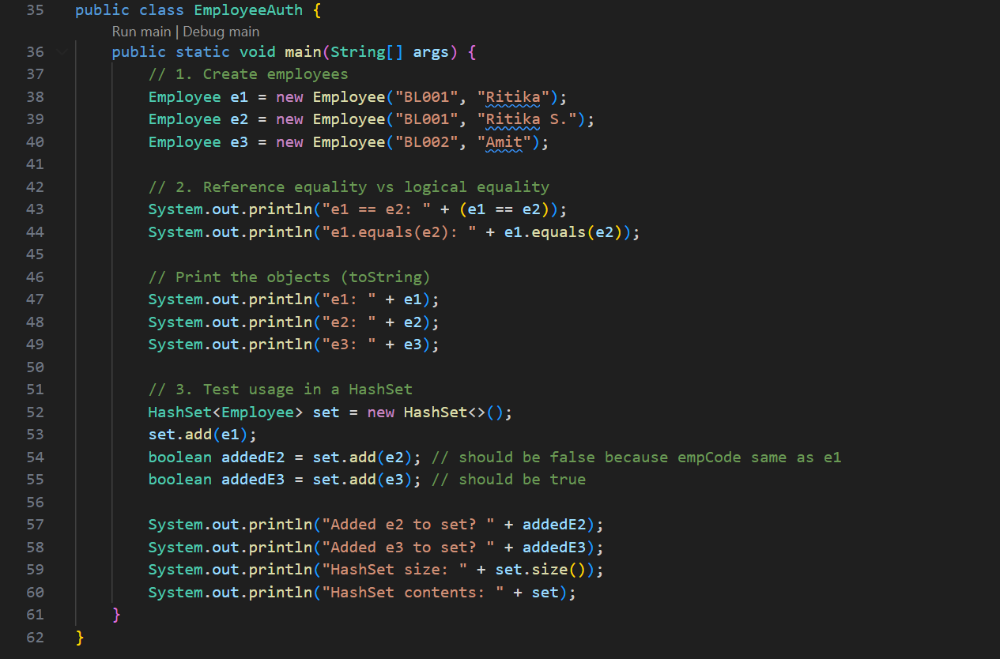 35 public class EmployeeAuth {
Run main | Debug main
36 public static void main(String[] args) {
37 // 1. Create employees
38 Employee e1 = new Employee("BL001", "Ritika");
39 Employee e2 = new Employee("BL001", "Ritika S.");
40 Employee e3 = new Employee("BL002", "Amit");
41
42 // 2. Reference equality vs logical equality
43 System.out.println("e1 == e2: " + (e1 == e2));
44 System.out.println("e1.equals(e2): " + e1.equals(e2));
45
46 // Print the objects (toString)
47 System.out.println("e1: " + e1);
48 System.out.println("e2: " + e2);
49 System.out.println("e3: " + e3);
50
51 // 3. Test usage in a HashSet
52 HashSet<Employee> set = new HashSet<>();
53 set.add(e1);
54 boolean addedE2 = set.add(e2); // should be false because empCode same as e1
55 boolean addedE3 = set.add(e3); // should be true
56
57 System.out.println("Added e2 to set? " + addedE2);
58 System.out.println("Added e3 to set? " + addedE3);
59 System.out.println("HashSet size: " + set.size());
60 System.out.println("HashSet contents: " + set);
61 }
62 }